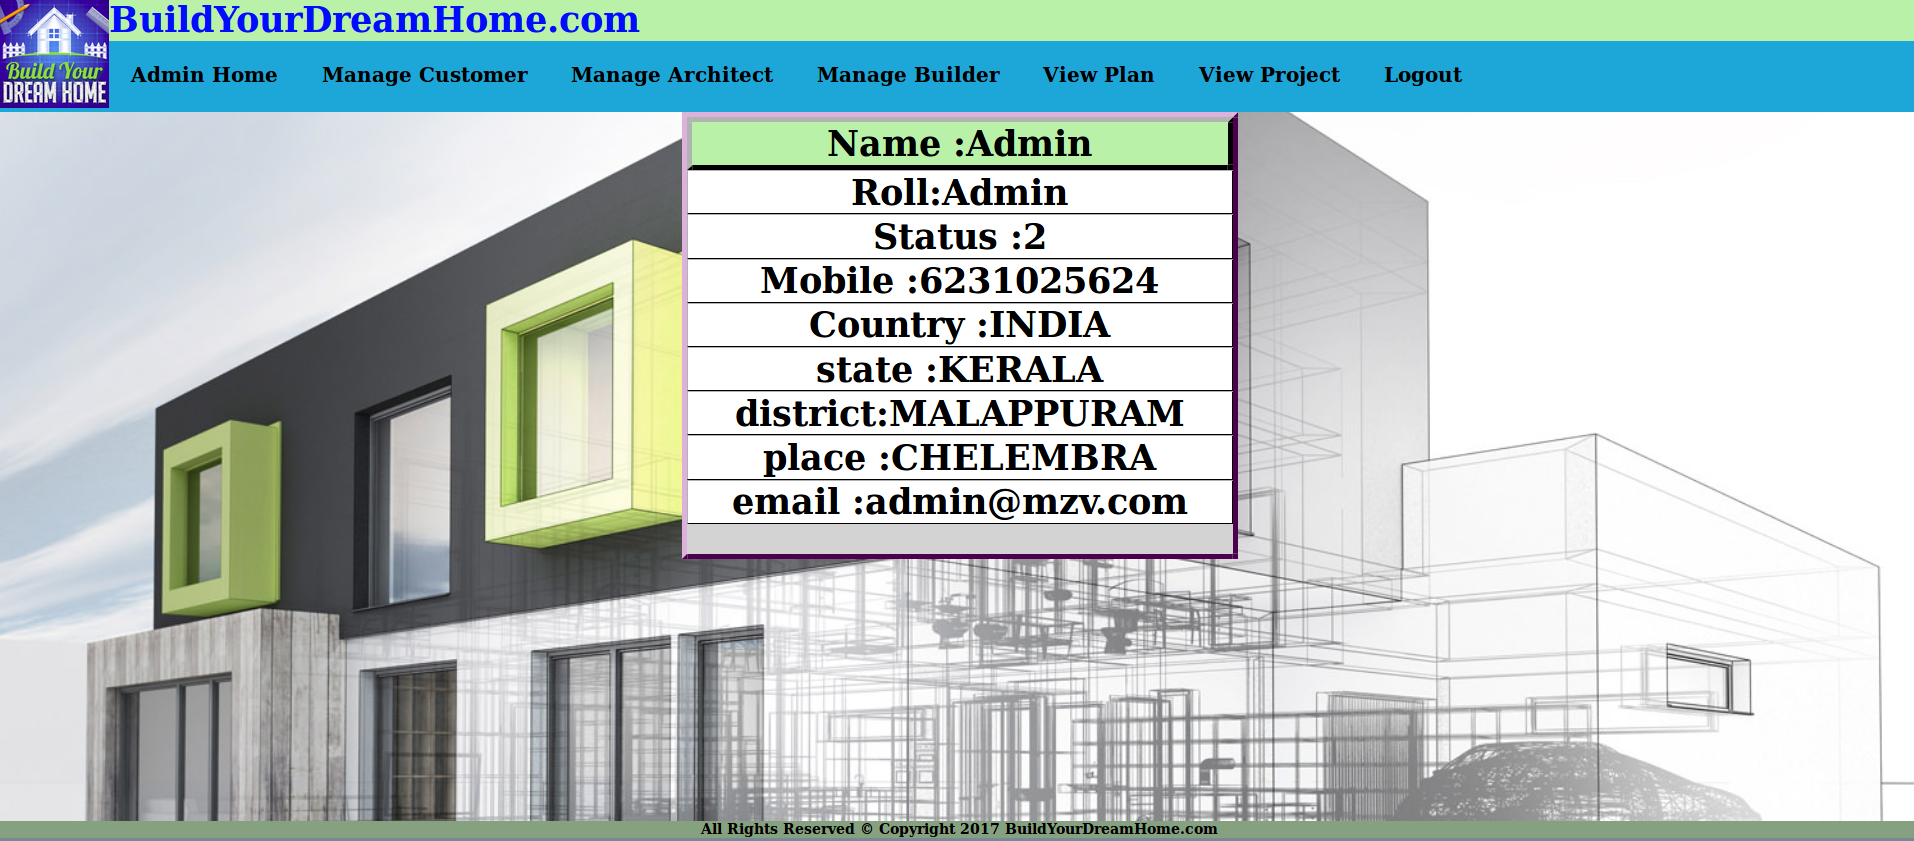 BuildYourDreamHome.com
Build Your
DREAM HOME
Admin Home Manage Customer Manage Architect Manage Builder View Plan View Project Logout
Name :Admin
Roll:Admin
Status :2
Mobile :6231025624
Country :INDIA
state :KERALA
district:MALAPPURAM
place :CHELEMBRA
email :admin@mzv.com
All Rights Reserved © Copyright 2017 BuildYourDreamHome.com